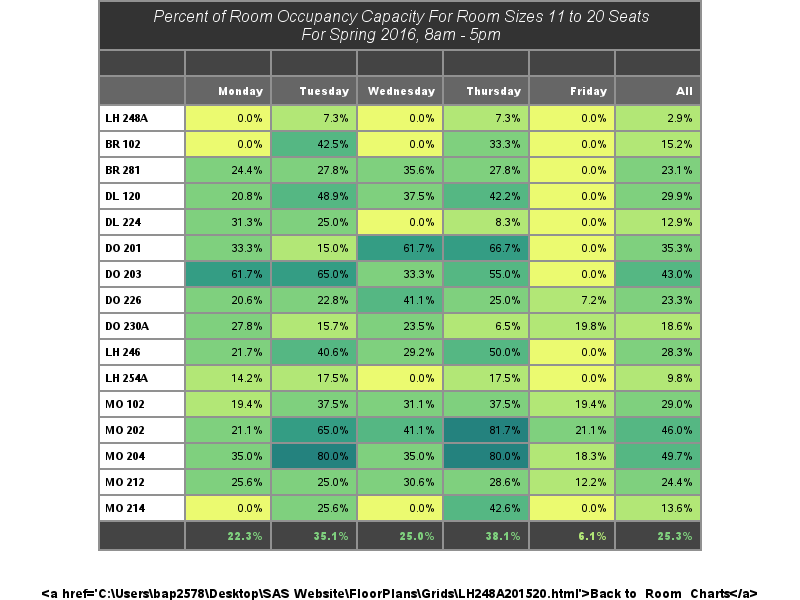 Percent of Room Occupancy Capacity For Room Sizes 11 to 20 Seats
For Spring 2016, 8am - 5pm
Monday Tuesday Wednesday Thursday Friday All
LH 248A 0.0% 7.3% 0.0% 7.3% 0.0% 2.9%
BR 102 0.0% 42.5% 0.0% 33.3% 0.0% 15.2%
BR 281 24.4% 27.8% 35.6% 27.8% 0.0% 23.1%
DL 120 20.8% 48.9% 37.5% 42.2% 0.0% 29.9%
DL 224 31.3% 25.0% 0.0% 8.3% 0.0% 12.9%
DO 201 33.3% 15.0% 61.7% 66.7% 0.0% 35.3%
DO 203 61.7% 65.0% 33.3% 55.0% 0.0% 43.0%
DO 226 20.6% 22.8% 41.1% 25.0% 7.2% 23.3%
DO 230A 27.8% 15.7% 23.5% 6.5% 19.8% 18.6%
LH 246 21.7% 40.6% 29.2% 50.0% 0.0% 28.3%
LH 254A 14.2% 17.5% 0.0% 17.5% 0.0% 9.8%
MO 102 19.4% 37.5% 31.1% 37.5% 19.4% 29.0%
MO 202 21.1% 65.0% 41.1% 81.7% 21.1% 46.0%
MO 204 35.0% 80.0% 35.0% 80.0% 18.3% 49.7%
MO 212 25.6% 25.0% 30.6% 28.6% 12.2% 24.4%
MO 214 0.0% 25.6% 0.0% 42.6% 0.0% 13.6%
22.3% 35.1% 25.0% 38.1% 6.1% 25.3%
<a href='C:\Users\bap2578\Desktop\SAS Website\FloorPlans\Grids\LH248A201520.html'>Back to Room Charts</a>